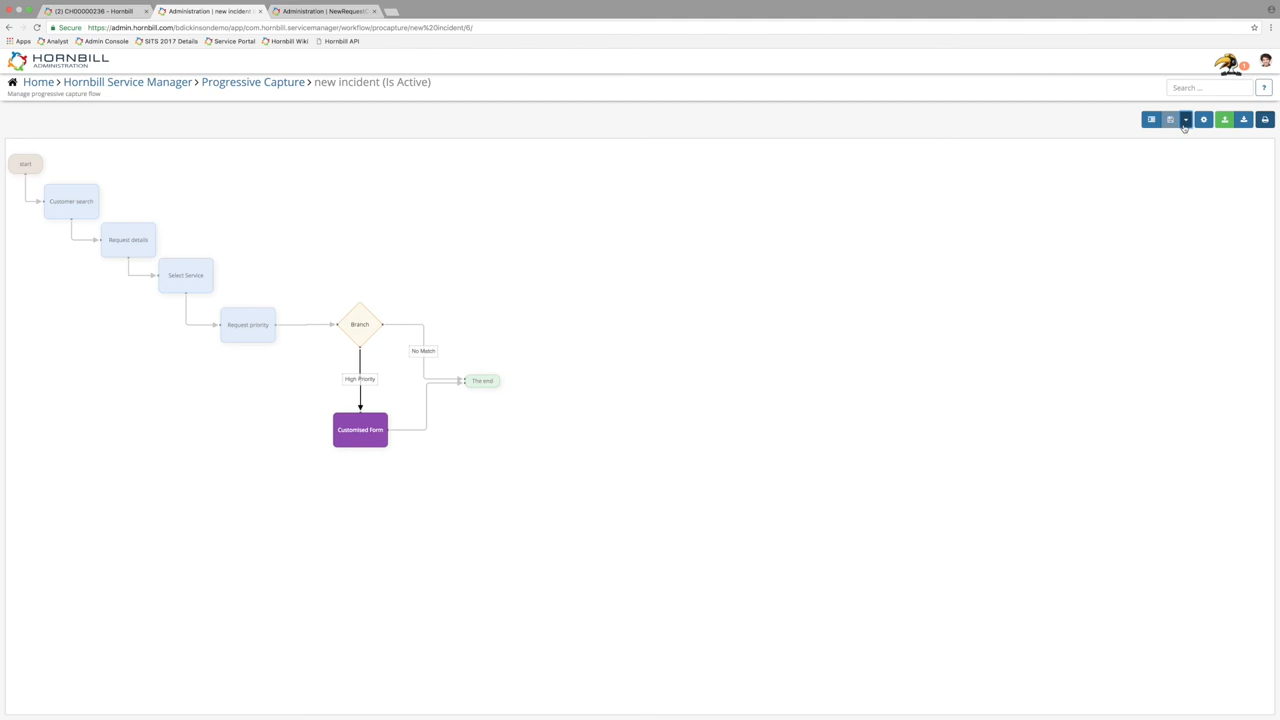 (2) CH00000236 - Hornbill
Administration | new incident
Administration | NewRequest
Secure
https://admin.hornbill.com/bdickinsondemo/app/com.hornbill.servicemanager/workflow/procapture/new%20incident/6/
Apps
Analyst
Admin Console
SITS 2017 Details
Service Portal
Hornbill Wiki
Hornbill API
HORNBILL
ADMINISTRATION
1
Home > Hornbill Service Manager > Progressive Capture > new incident (Is Active)
Manage progressive capture flow
Search ...
?
start
Customer search
Request details
Select Service
Request priority
Branch
No Match
High Priority
The end
Customised Form